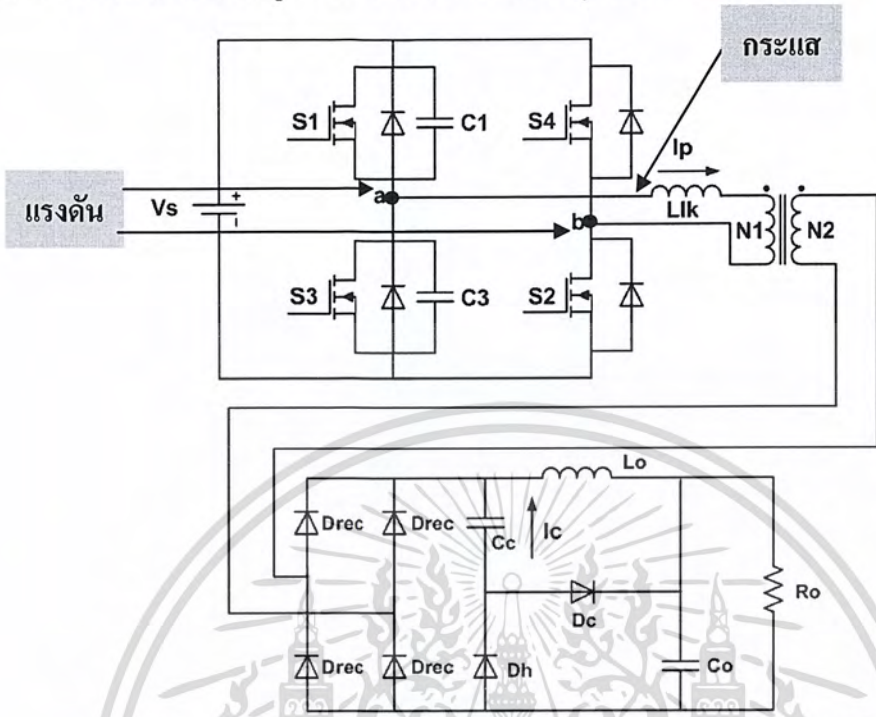 กระแส
S1
C1
S4
Ip
แรงดัน
Vs
+
-
a
b
Llk
N1
N2
S3
C3
S2
Lo
Drec
Drec
Cc
Ic
Ro
Dc
Drec
Drec
Dh
Co